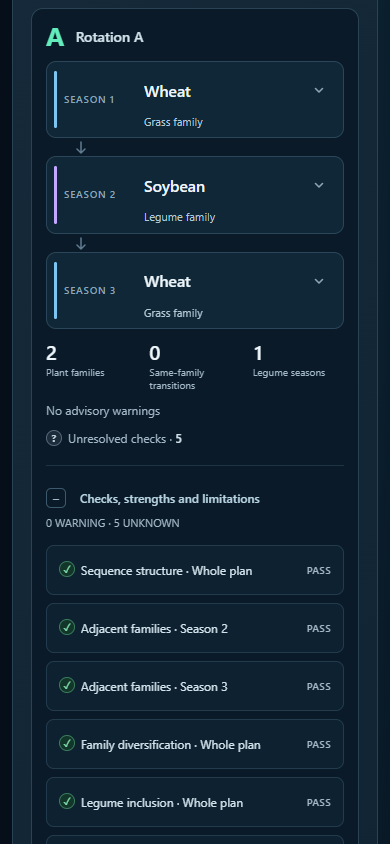 A Rotation A
SEASON 1
Wheat
Grass family
SEASON 2
Soybean
Legume family
SEASON 3
Wheat
Grass family
2 0 1
Plant families Same-family transitions Legume seasons
No advisory warnings
? Unresolved checks · 5
− Checks, strengths and limitations
0 WARNING · 5 UNKNOWN
✓ Sequence structure · Whole plan PASS
✓ Adjacent families · Season 2 PASS
✓ Adjacent families · Season 3 PASS
✓ Family diversification · Whole plan PASS
✓ Legume inclusion · Whole plan PASS